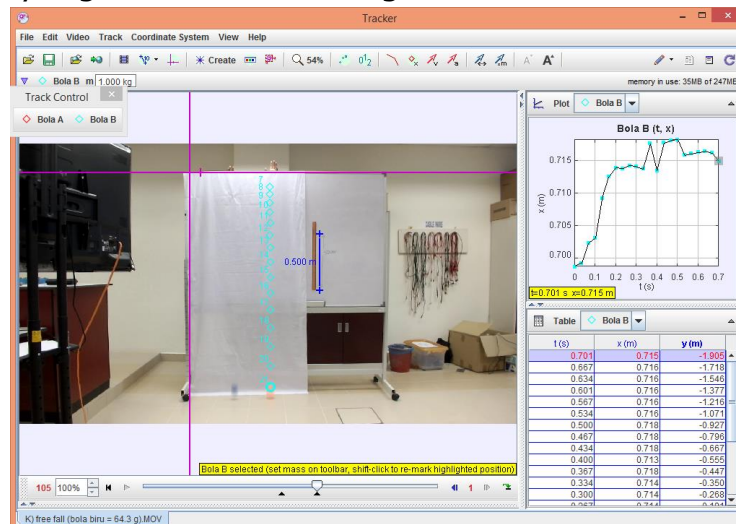 Tracker
File Edit Video Track Coordinate System View Help
Create 54%
Bola B m 1.000 kg
memory in use: 35MB of 247MB
Track Control
Bola A Bola B
7
8
9
10
0.500 m
Bola B selected (set mass on toolbar, shift-click to re-mark highlighted position)
105 100% 1
K) free fall (bola biru = 64.3 g).MOV
Plot Bola B
Bola B (t, x)
x (m)
0.715
0.710
0.705
0.700
0 0.1 0.2 0.3 0.4 0.5 0.6 0.7
t (s)
t=0.701 s x=0.715 m
Table Bola B
t (s) x (m) y (m)
0.701 0.715 -1.905
0.667 0.716 -1.718
0.634 0.716 -1.546
0.601 0.716 -1.377
0.567 0.716 -1.216
0.534 0.716 -1.071
0.500 0.718 -0.927
0.467 0.718 -0.796
0.434 0.718 -0.667
0.400 0.713 -0.555
0.367 0.718 -0.447
0.334 0.714 -0.350
0.300 0.714 -0.268